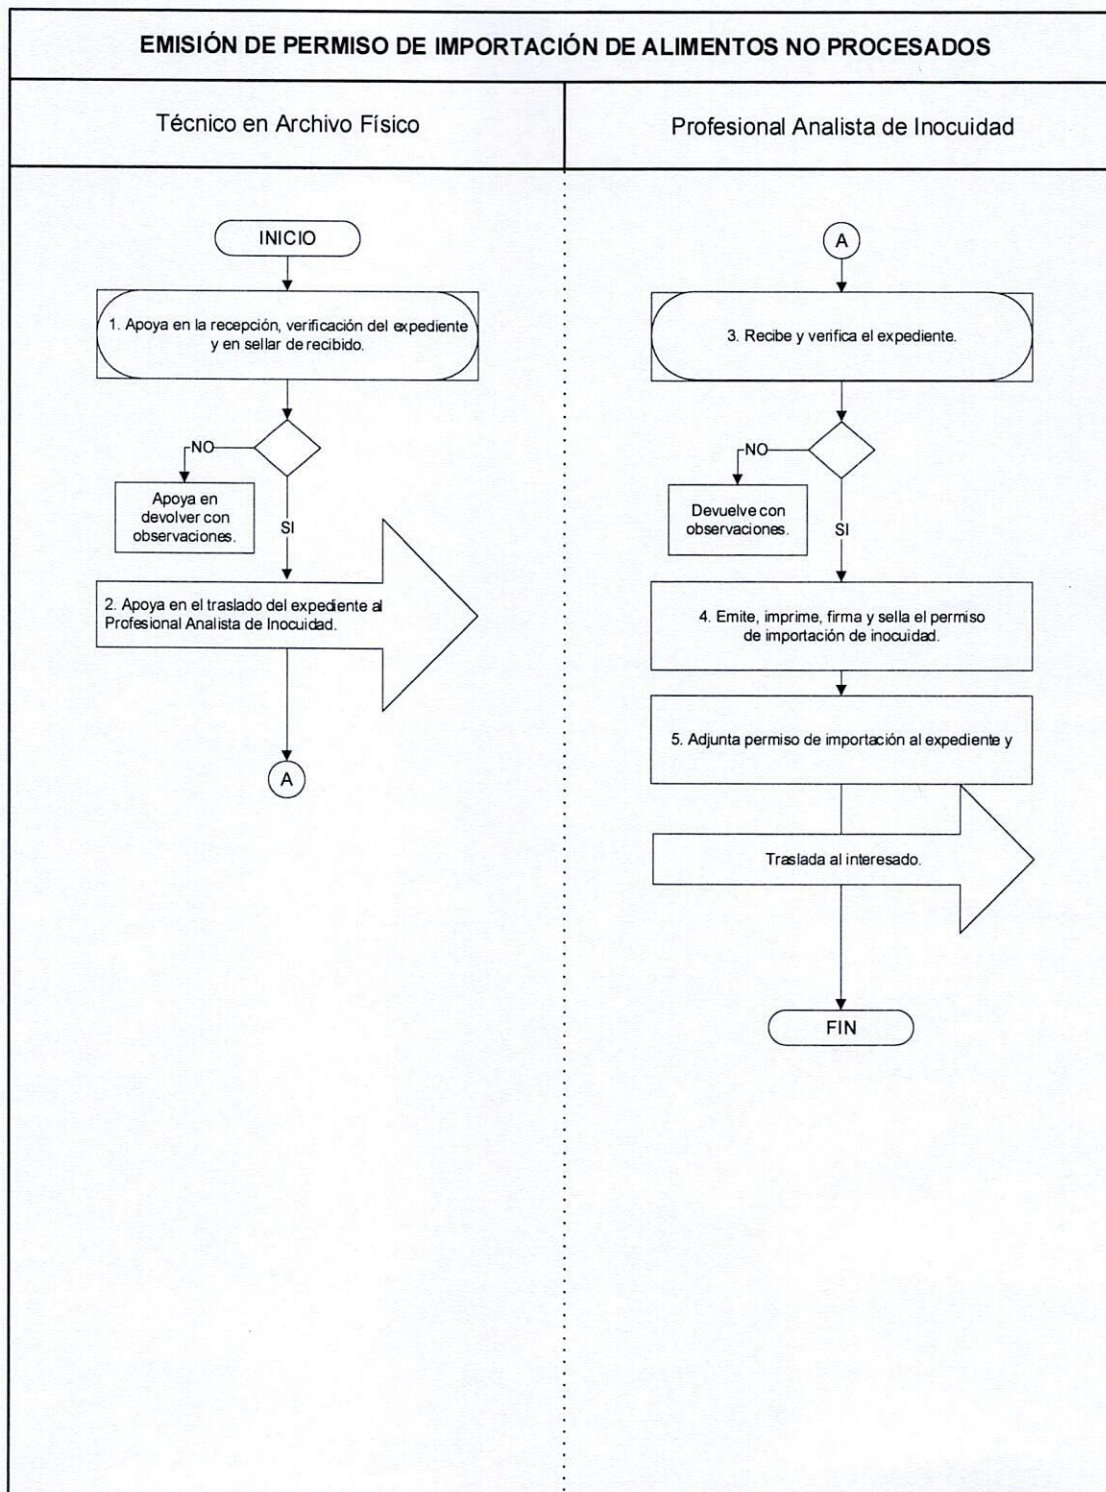 EMISIÓN DE PERMISO DE IMPORTACIÓN DE ALIMENTOS NO PROCESADOS
Técnico en Archivo Físico
Profesional Analista de Inocuidad
INICIO
1. Apoya en la recepción, verificación del expediente
y en sellar de recibido.
NO
Apoya en
devolver con
observaciones.
SI
2. Apoya en el traslado del expediente al
Profesional Analista de Inocuidad.
A
A
3. Recibe y verifica el expediente.
NO
Devuelve con
observaciones.
SI
4. Emite, imprime, firma y sella el permiso
de importación de inocuidad.
5. Adjunta permiso de importación al expediente y
Traslada al interesado.
FIN